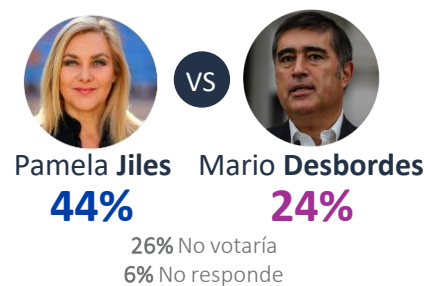 VS
Pamela Jiles Mario Desbordes
44% 24%
26% No votaría
6% No responde